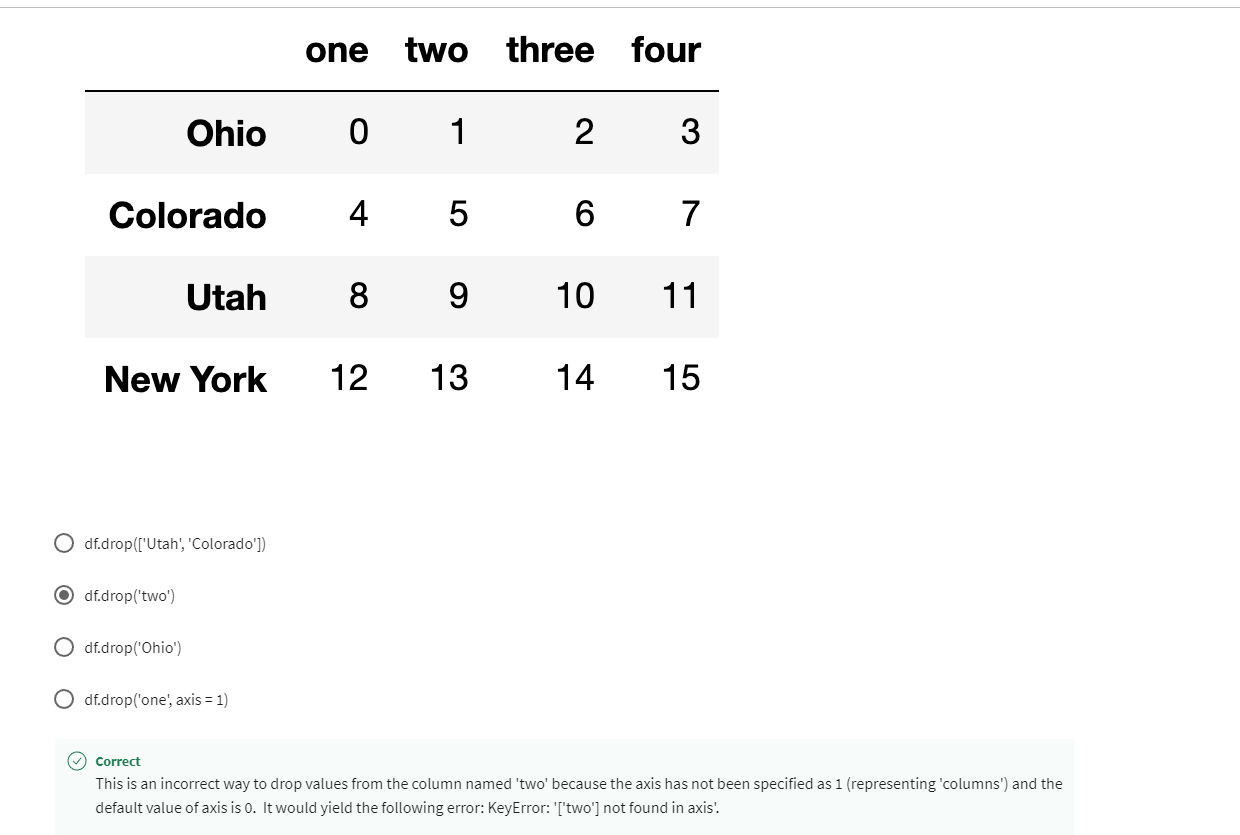 one two three four
Ohio 0 1 2 3
Colorado 4 5 6 7
Utah 8 9 10 11
New York 12 13 14 15
df.drop(['Utah', 'Colorado'])
df.drop('two')
df.drop('Ohio')
df.drop('one', axis = 1)
Correct
This is an incorrect way to drop values from the column named 'two' because the axis has not been specified as 1 (representing 'columns') and the
default value of axis is 0. It would yield the following error: KeyError: '['two'] not found in axis'.